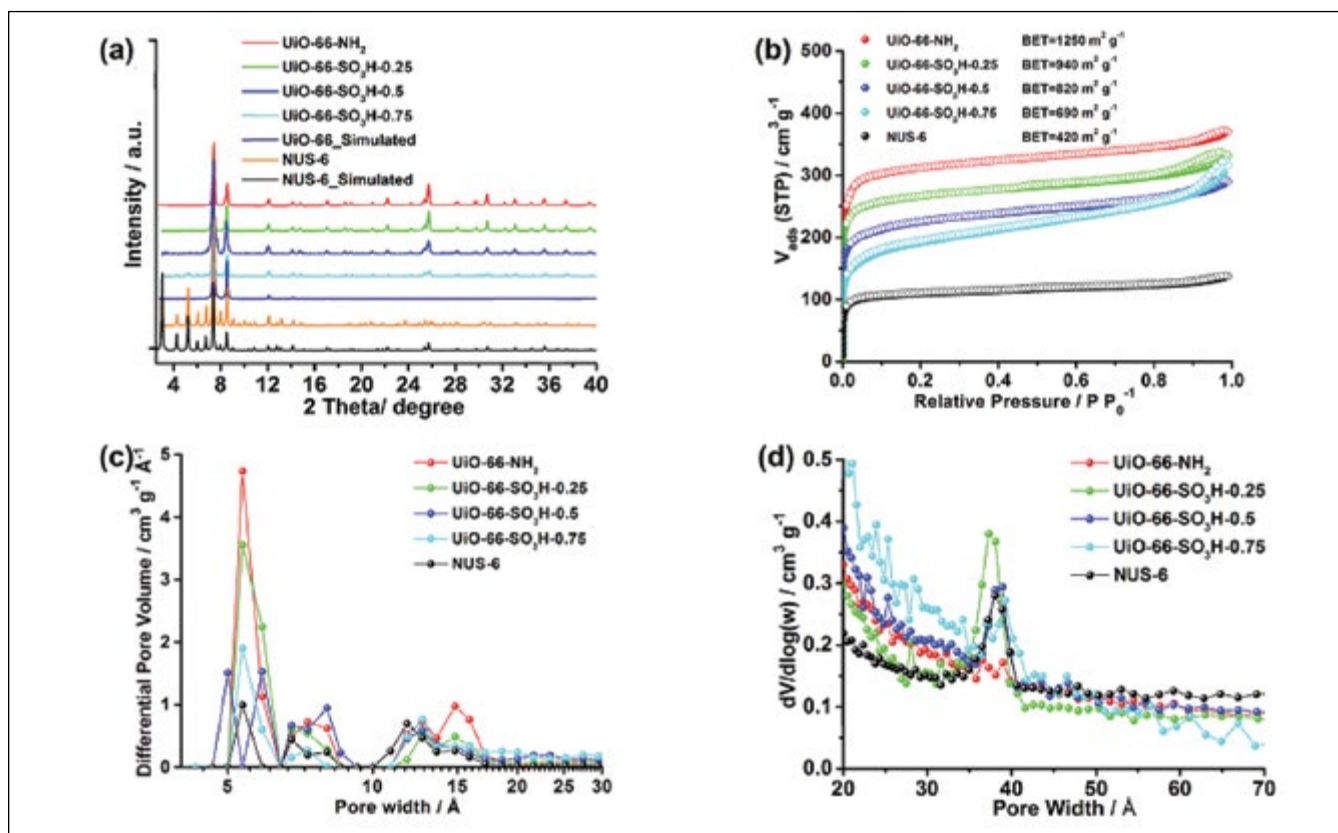 (a)
UiO-66-NH2
UiO-66-SO3H-0.25
UiO-66-SO3H-0.5
UiO-66-SO3H-0.75
UiO-66_Simulated
NUS-6
NUS-6_Simulated
Intensity / a.u.
4 8 12 16 20 24 28 32 36 40
2 Theta/ degree
(b)
UiO-66-NH2 BET=1250 m2 g-1
UiO-66-SO3H-0.25 BET=940 m2 g-1
UiO-66-SO3H-0.5 BET=820 m2 g-1
UiO-66-SO3H-0.75 BET=690 m2 g-1
NUS-6 BET=420 m2 g-1
Vads (STP) / cm3g-1
500
400
300
200
100
0
0.0 0.2 0.4 0.6 0.8 1.0
Relative Pressure / P P0-1
(c)
UiO-66-NH2
UiO-66-SO3H-0.25
UiO-66-SO3H-0.5
UiO-66-SO3H-0.75
NUS-6
Differential Pore Volume / cm3 g-1 Å-1
5
4
3
2
1
0
5 10 15 20 25 30
Pore width / Å
(d)
UiO-66-NH2
UiO-66-SO3H-0.25
UiO-66-SO3H-0.5
UiO-66-SO3H-0.75
NUS-6
dV/dlog(w) / cm3 g-1
0.5
0.4
0.3
0.2
0.1
0.0
20 30 40 50 60 70
Pore Width / Å